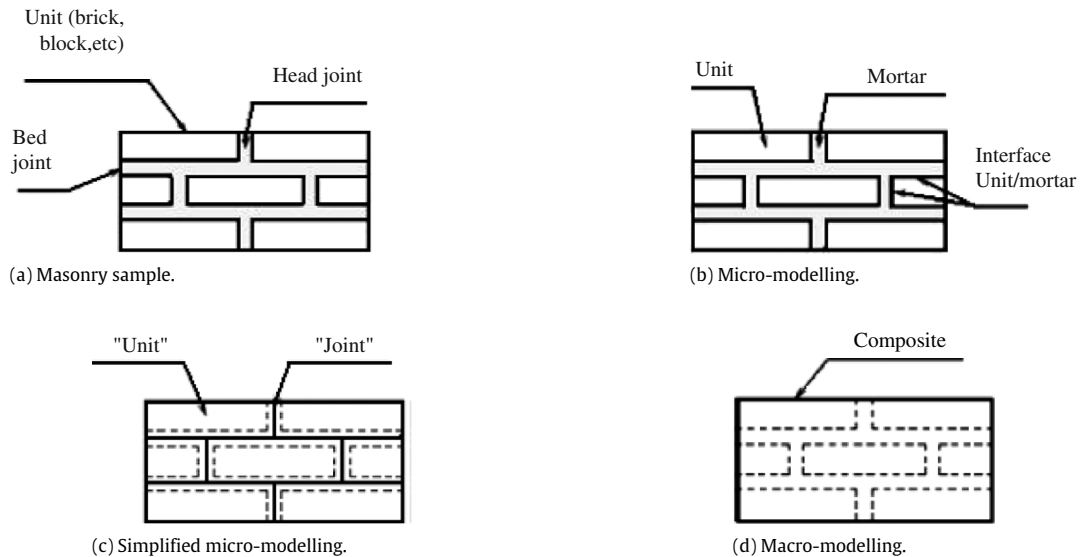 Unit (brick,
block,etc)
Head joint
Bed
joint
(a) Masonry sample.
Unit
Mortar
Interface
Unit/mortar
(b) Micro-modelling.
"Unit"
"Joint"
(c) Simplified micro-modelling.
Composite
(d) Macro-modelling.